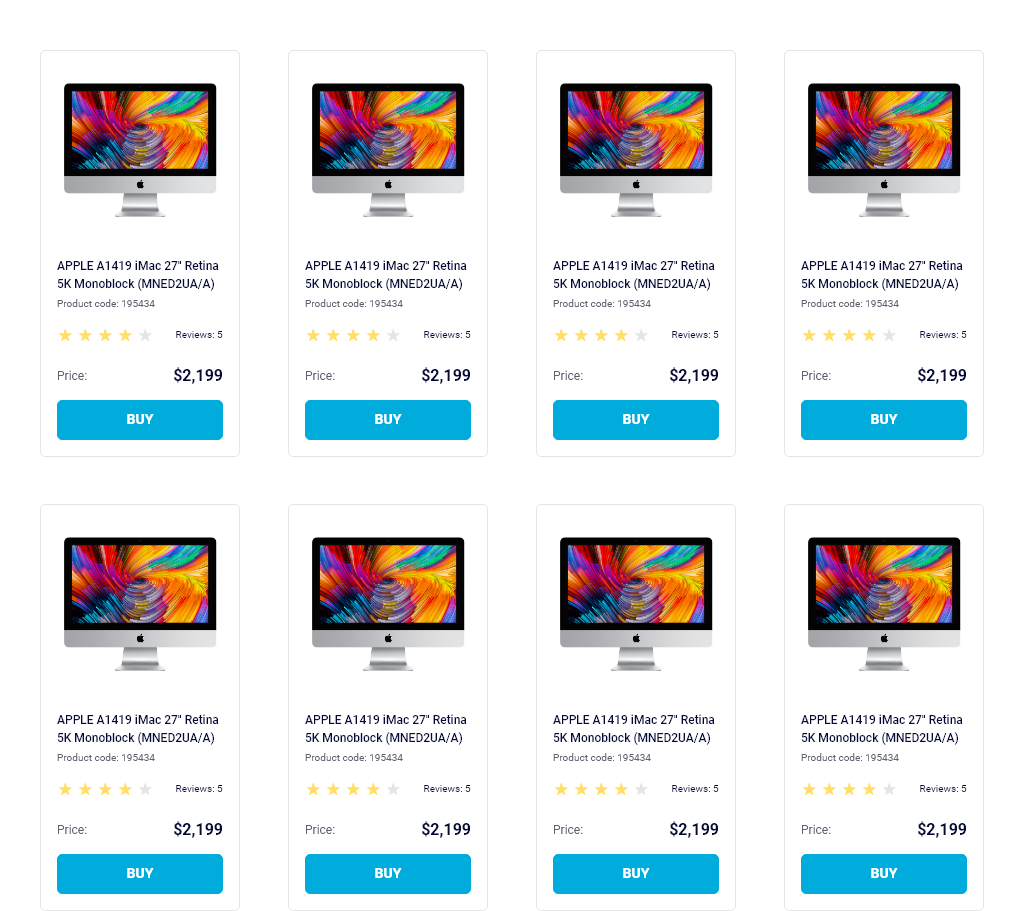 APPLE A1419 iMac 27" Retina
5K Monoblock (MNED2UA/A)
Product code: 195434
Reviews: 5
Price: $2,199
BUY
APPLE A1419 iMac 27" Retina
5K Monoblock (MNED2UA/A)
Product code: 195434
Reviews: 5
Price: $2,199
BUY
APPLE A1419 iMac 27" Retina
5K Monoblock (MNED2UA/A)
Product code: 195434
Reviews: 5
Price: $2,199
BUY
APPLE A1419 iMac 27" Retina
5K Monoblock (MNED2UA/A)
Product code: 195434
Reviews: 5
Price: $2,199
BUY
APPLE A1419 iMac 27" Retina
5K Monoblock (MNED2UA/A)
Product code: 195434
Reviews: 5
Price: $2,199
BUY
APPLE A1419 iMac 27" Retina
5K Monoblock (MNED2UA/A)
Product code: 195434
Reviews: 5
Price: $2,199
BUY
APPLE A1419 iMac 27" Retina
5K Monoblock (MNED2UA/A)
Product code: 195434
Reviews: 5
Price: $2,199
BUY
APPLE A1419 iMac 27" Retina
5K Monoblock (MNED2UA/A)
Product code: 195434
Reviews: 5
Price: $2,199
BUY